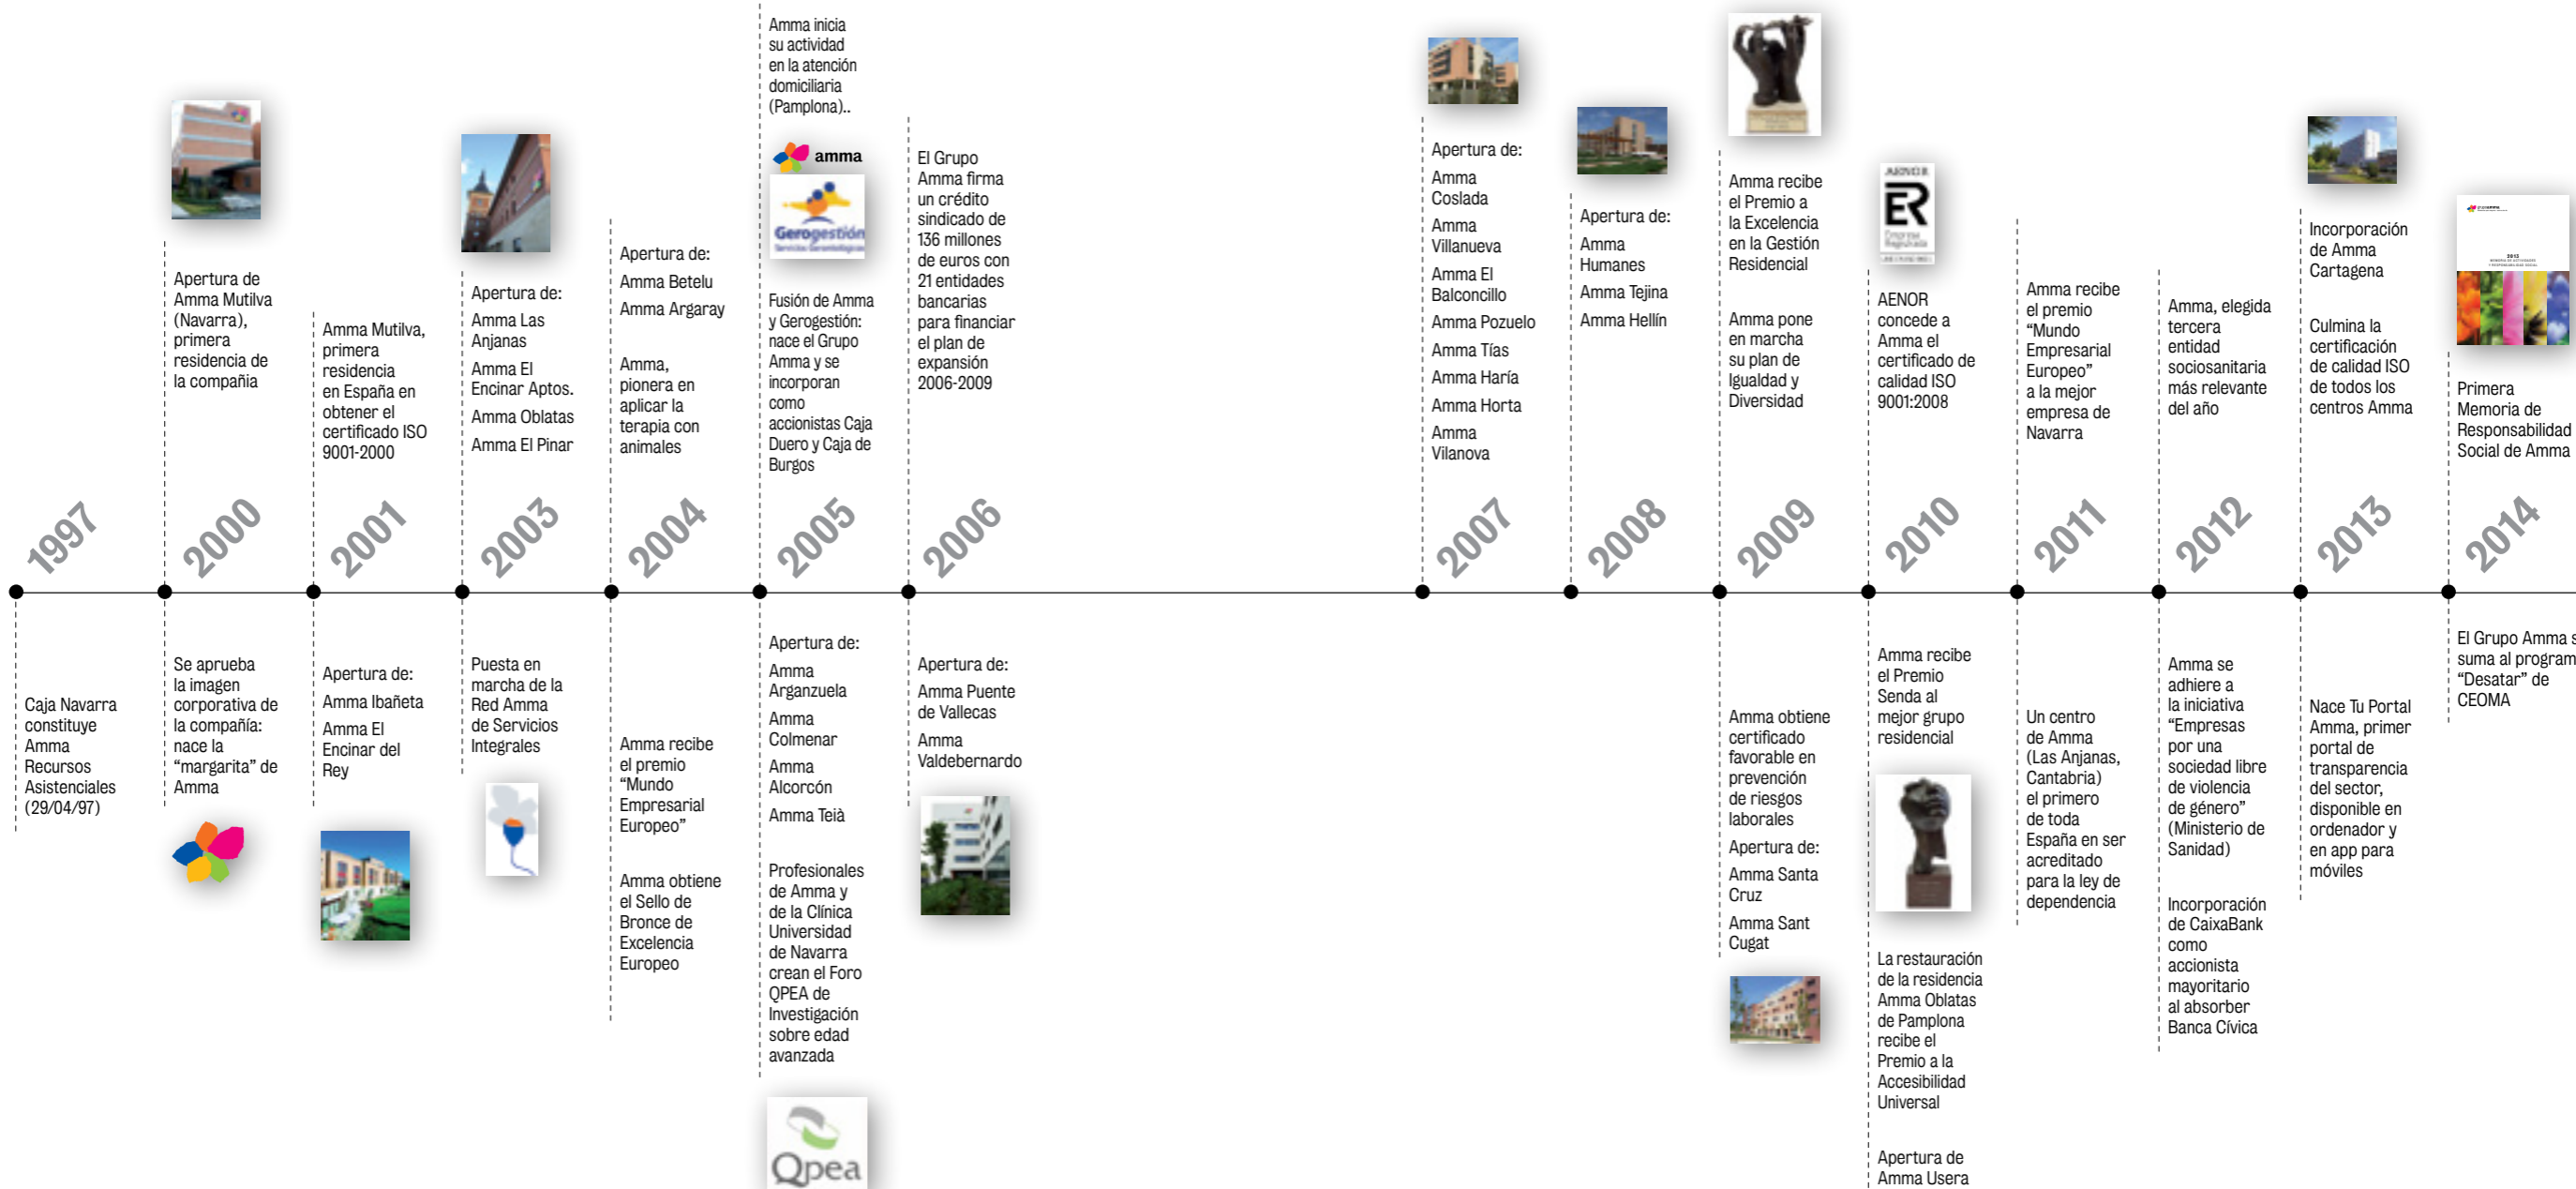 1997
Caja Navarra
constituye
Amma
Recursos
Asistenciales
(29/04/97)
Apertura de
Amma Mutilva
(Navarra),
primera
residencia de
la compañia
2000
Se aprueba
la imagen
corporativa de
la compañía:
nace la
“margarita” de
Amma
Amma Mutilva,
primera
residencia
en España en
obtener el
certificado ISO
9001-2000
2001
Apertura de:
Amma Ibañeta
Amma El
Encinar del
Rey
Apertura de:
Amma Las
Anjanas
Amma El
Encinar Aptos.
Amma Oblatas
Amma El Pinar
2003
Puesta en
marcha de la
Red Amma
de Servicios
Integrales
Apertura de:
Amma Betelu
Amma Argaray
Amma,
pionera en
aplicar la
terapia con
animales
2004
Amma recibe
el premio
“Mundo
Empresarial
Europeo”
Amma obtiene
el Sello de
Bronce de
Excelencia
Europeo
Amma inicia
su actividad
en la atención
domiciliaria
(Pamplona)..
amma
Gerogestión
Servicios Gerontológicos
Fusión de Amma
y Gerogestión:
nace el Grupo
Amma y se
incorporan
como
accionistas Caja
Duero y Caja de
Burgos
2005
Apertura de:
Amma
Arganzuela
Amma
Colmenar
Amma
Alcorcón
Amma Teià
Profesionales
de Amma y
de la Clínica
Universidad
de Navarra
crean el Foro
QPEA de
Investigación
sobre edad
avanzada
Qpea
El Grupo
Amma firma
un crédito
sindicado de
136 millones
de euros con
21 entidades
bancarias
para financiar
el plan de
expansión
2006-2009
2006
Apertura de:
Amma Puente
de Vallecas
Amma
Valdebernardo
Apertura de:
Amma
Coslada
Amma
Villanueva
Amma El
Balconcillo
Amma Pozuelo
Amma Tías
Amma Haría
Amma Horta
Amma
Vilanova
2007
Apertura de:
Amma
Humanes
Amma Tejina
Amma Hellín
2008
Amma recibe
el Premio a
la Excelencia
en la Gestión
Residencial
Amma pone
en marcha
su plan de
Igualdad y
Diversidad
2009
Amma obtiene
certificado
favorable en
prevención
de riesgos
laborales
Apertura de:
Amma Santa
Cruz
Amma Sant
Cugat
AENOR
ER
Empresa
Registrada
AENOR
concede a
Amma el
certificado de
calidad ISO
9001:2008
2010
Amma recibe
el Premio
Senda al
mejor grupo
residencial
La restauración
de la residencia
Amma Oblatas
de Pamplona
recibe el
Premio a la
Accesibilidad
Universal
Apertura de
Amma Usera
Amma recibe
el premio
“Mundo
Empresarial
Europeo”
a la mejor
empresa de
Navarra
2011
Un centro
de Amma
(Las Anjanas,
Cantabria)
el primero
de toda
España en ser
acreditado
para la ley de
dependencia
Amma, elegida
tercera
entidad
sociosanitaria
más relevante
del año
2012
Amma se
adhiere a
la iniciativa
“Empresas
por una
sociedad libre
de violencia
de género”
(Ministerio de
Sanidad)
Incorporación
de CaixaBank
como
accionista
mayoritario
al absorber
Banca Cívica
Incorporación
de Amma
Cartagena
Culmina la
certificación
de calidad ISO
de todos los
centros Amma
2013
Nace Tu Portal
Amma, primer
portal de
transparencia
del sector,
disponible en
ordenador y
en app para
móviles
2013
Primera
Memoria de
Responsabilidad
Social de Amma
2014
El Grupo Amma s
suma al program
“Desatar” de
CEOMA